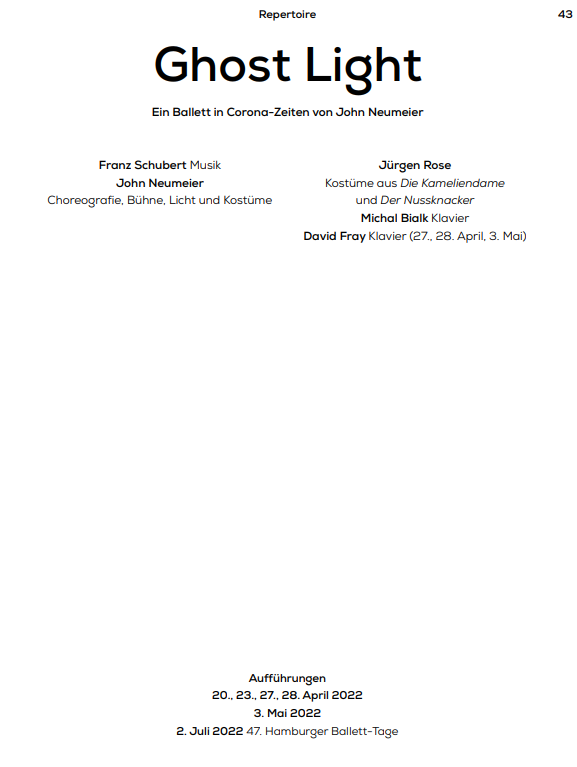 Repertoire 43
Ghost Light
Ein Ballett in Corona-Zeiten von John Neumeier
Franz Schubert Musik
John Neumeier
Choreografie, Bühne, Licht und Kostüme
Jürgen Rose
Kostüme aus Die Kameliendame
und Der Nussknacker
Michal Bialk Klavier
David Fray Klavier (27., 28. April, 3. Mai)
Aufführungen
20., 23., 27., 28. April 2022
3. Mai 2022
2. Juli 2022 47. Hamburger Ballett-Tage